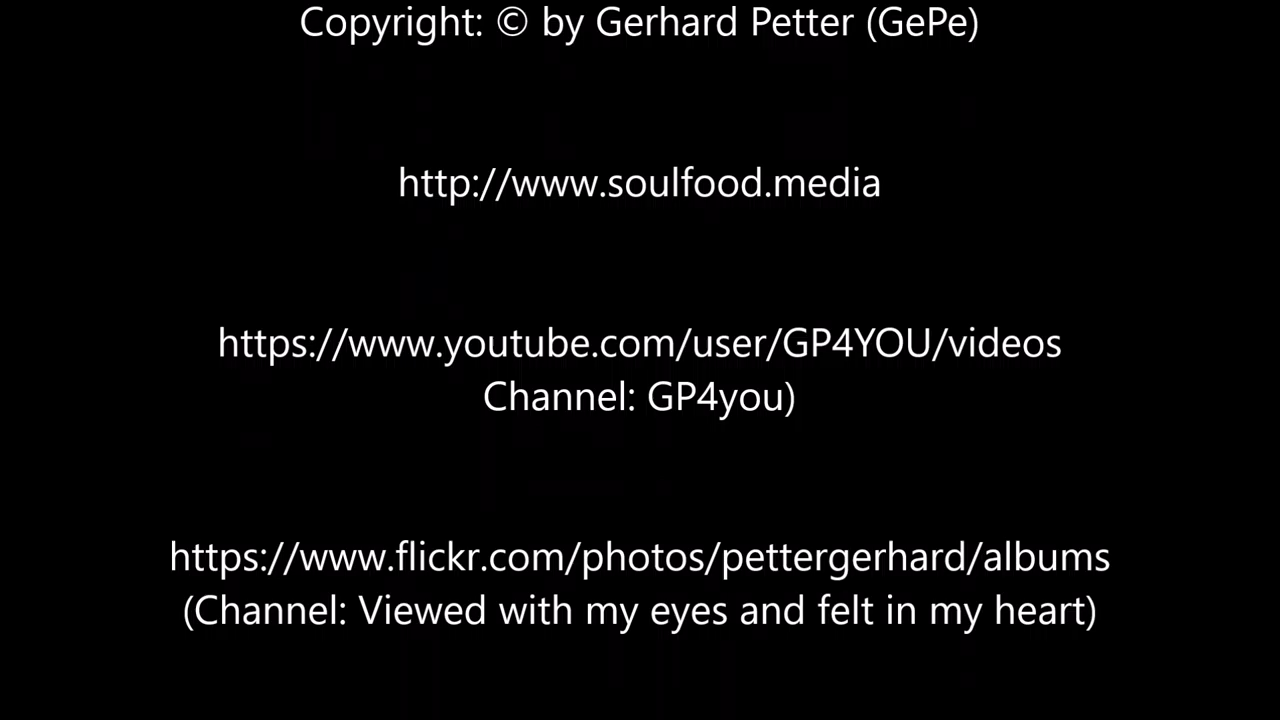 Copyright: © by Gerhard Petter (GePe)
http://www.soulfood.media
https://www.youtube.com/user/GP4YOU/videos
Channel: GP4you)
https://www.flickr.com/photos/pettergerhard/albums
(Channel: Viewed with my eyes and felt in my heart)